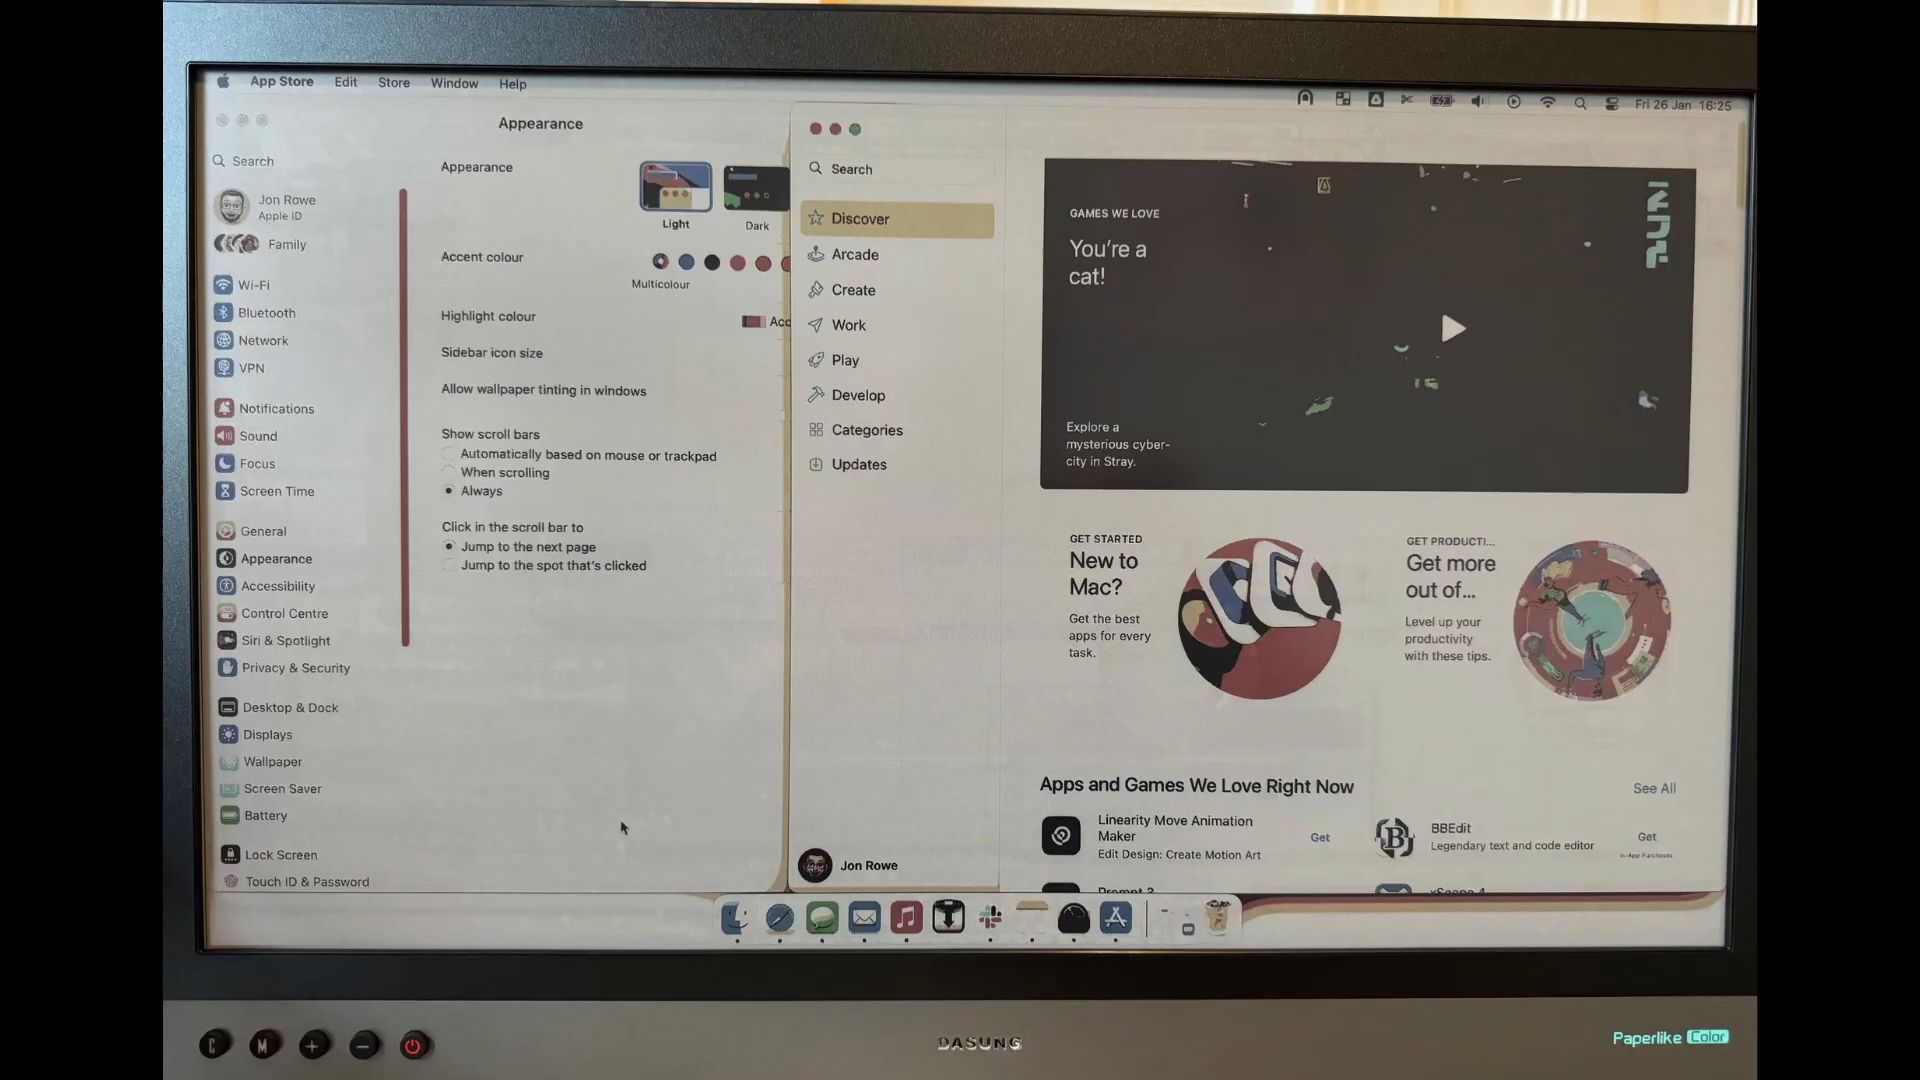 App Store Edit Store Window Help
Fri 26 Jan 16:25
Appearance
Search
Jon Rowe
Apple ID
Family
Wi-Fi
Bluetooth
Network
VPN
Notifications
Sound
Focus
Screen Time
General
Appearance
Accessibility
Control Centre
Siri & Spotlight
Privacy & Security
Desktop & Dock
Displays
Wallpaper
Screen Saver
Battery
Lock Screen
Touch ID & Password
Appearance
Light
Dark
Accent colour
Multicolour
Highlight colour
Acc
Sidebar icon size
Allow wallpaper tinting in windows
Show scroll bars
Automatically based on mouse or trackpad
When scrolling
Always
Click in the scroll bar to
Jump to the next page
Jump to the spot that's clicked
Search
Discover
Arcade
Create
Work
Play
Develop
Categories
Updates
Jon Rowe
GAMES WE LOVE
You're a
cat!
Explore a
mysterious cyber-
city in Stray.
GET STARTED
New to
Mac?
Get the best
apps for every
task.
GET PRODUCTI...
Get more
out of...
Level up your
productivity
with these tips.
Apps and Games We Love Right Now
See All
Linearity Move Animation
Maker
Edit Design: Create Motion Art
Get
BBEdit
Legendary text and code editor
Get
In-App Purchases
Prompt 3
xScope 4
C M + −
DASUNG
Paperlike Color